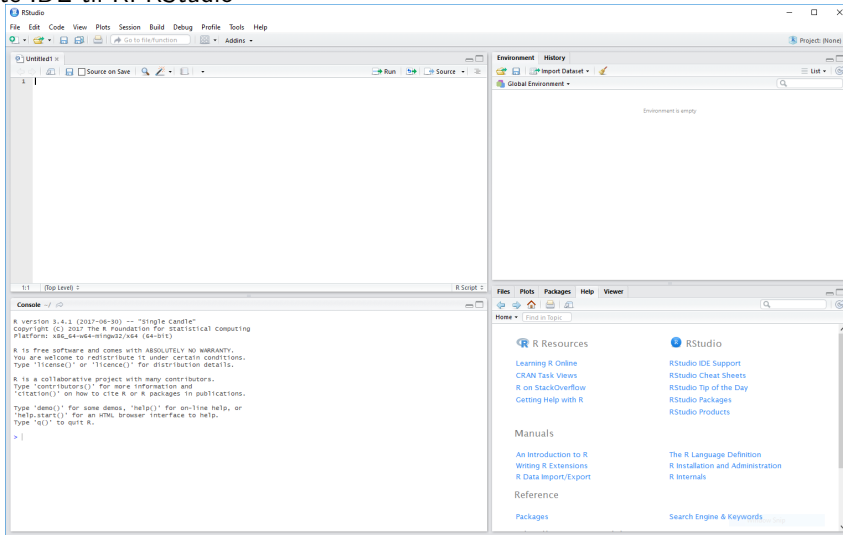 te IDE til R: RStudio
RStudio
File Edit Code View Plots Session Build Debug Profile Tools Help
Go to file/function Addins Project: (None)
Untitled1
Source on Save Run Source
1
1:1 (Top Level) R Script
Console ~/
R version 3.4.1 (2017-06-30) -- "Single Candle"
Copyright (C) 2017 The R Foundation for Statistical Computing
Platform: x86_64-w64-mingw32/x64 (64-bit)
R is free software and comes with ABSOLUTELY NO WARRANTY.
You are welcome to redistribute it under certain conditions.
Type 'license()' or 'licence()' for distribution details.
R is a collaborative project with many contributors.
Type 'contributors()' for more information and
'citation()' on how to cite R or R packages in publications.
Type 'demo()' for some demos, 'help()' for on-line help, or
'help.start()' for an HTML browser interface to help.
Type 'q()' to quit R.
>
Environment History
Import Dataset List
Global Environment
Environment is empty
Files Plots Packages Help Viewer
Home Find in Topic
R Resources RStudio
Learning R Online RStudio IDE Support
CRAN Task Views RStudio Cheat Sheets
R on StackOverflow RStudio Tip of the Day
Getting Help with R RStudio Packages
RStudio Products
Manuals
An Introduction to R The R Language Definition
Writing R Extensions R Installation and Administration
R Data Import/Export R Internals
Reference
Packages Search Engine & Keywords